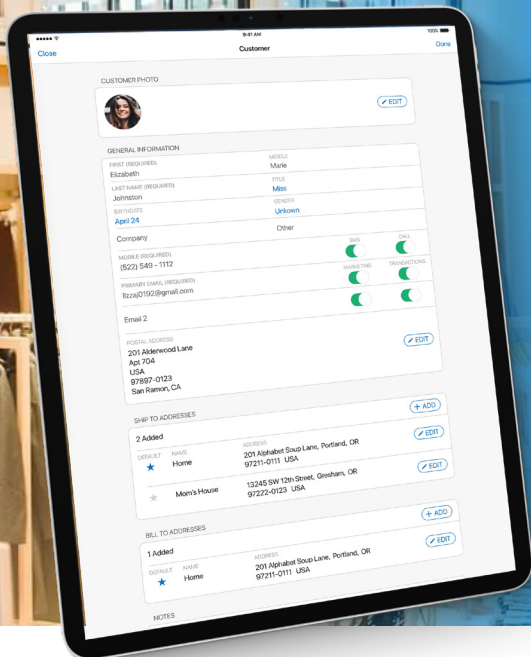 9:41 AM
100%
Close
Customer
Done
CUSTOMER PHOTO
EDIT
GENERAL INFORMATION
FIRST (REQUIRED)
MIDDLE
Elizabeth
Marie
LAST NAME (REQUIRED)
TITLE
Johnston
Miss
BIRTHDATE
GENDER
April 24
Unkown
Company
Other
MOBILE (REQUIRED)
SMS
CALL
(522) 549 - 1112
PRIMARY EMAIL (REQUIRED)
MARKETING
TRANSACTIONS
lizzaj0192@gmail.com
Email 2
POSTAL ADDRESS
EDIT
201 Alderwood Lane
Apt 704
USA
97897-0123
San Ramon, CA
SHIP TO ADDRESSES
2 Added
+ ADD
DEFAULT
NAME
ADDRESS
EDIT
Home
201 Alphabet Soup Lane, Portland, OR
97211-0111 USA
Mom's House
13245 SW 12th Street, Gresham, OR
EDIT
97222-0123 USA
BILL TO ADDRESSES
1 Added
+ ADD
DEFAULT
NAME
ADDRESS
EDIT
Home
201 Alphabet Soup Lane, Portland, OR
97211-0111 USA
NOTES